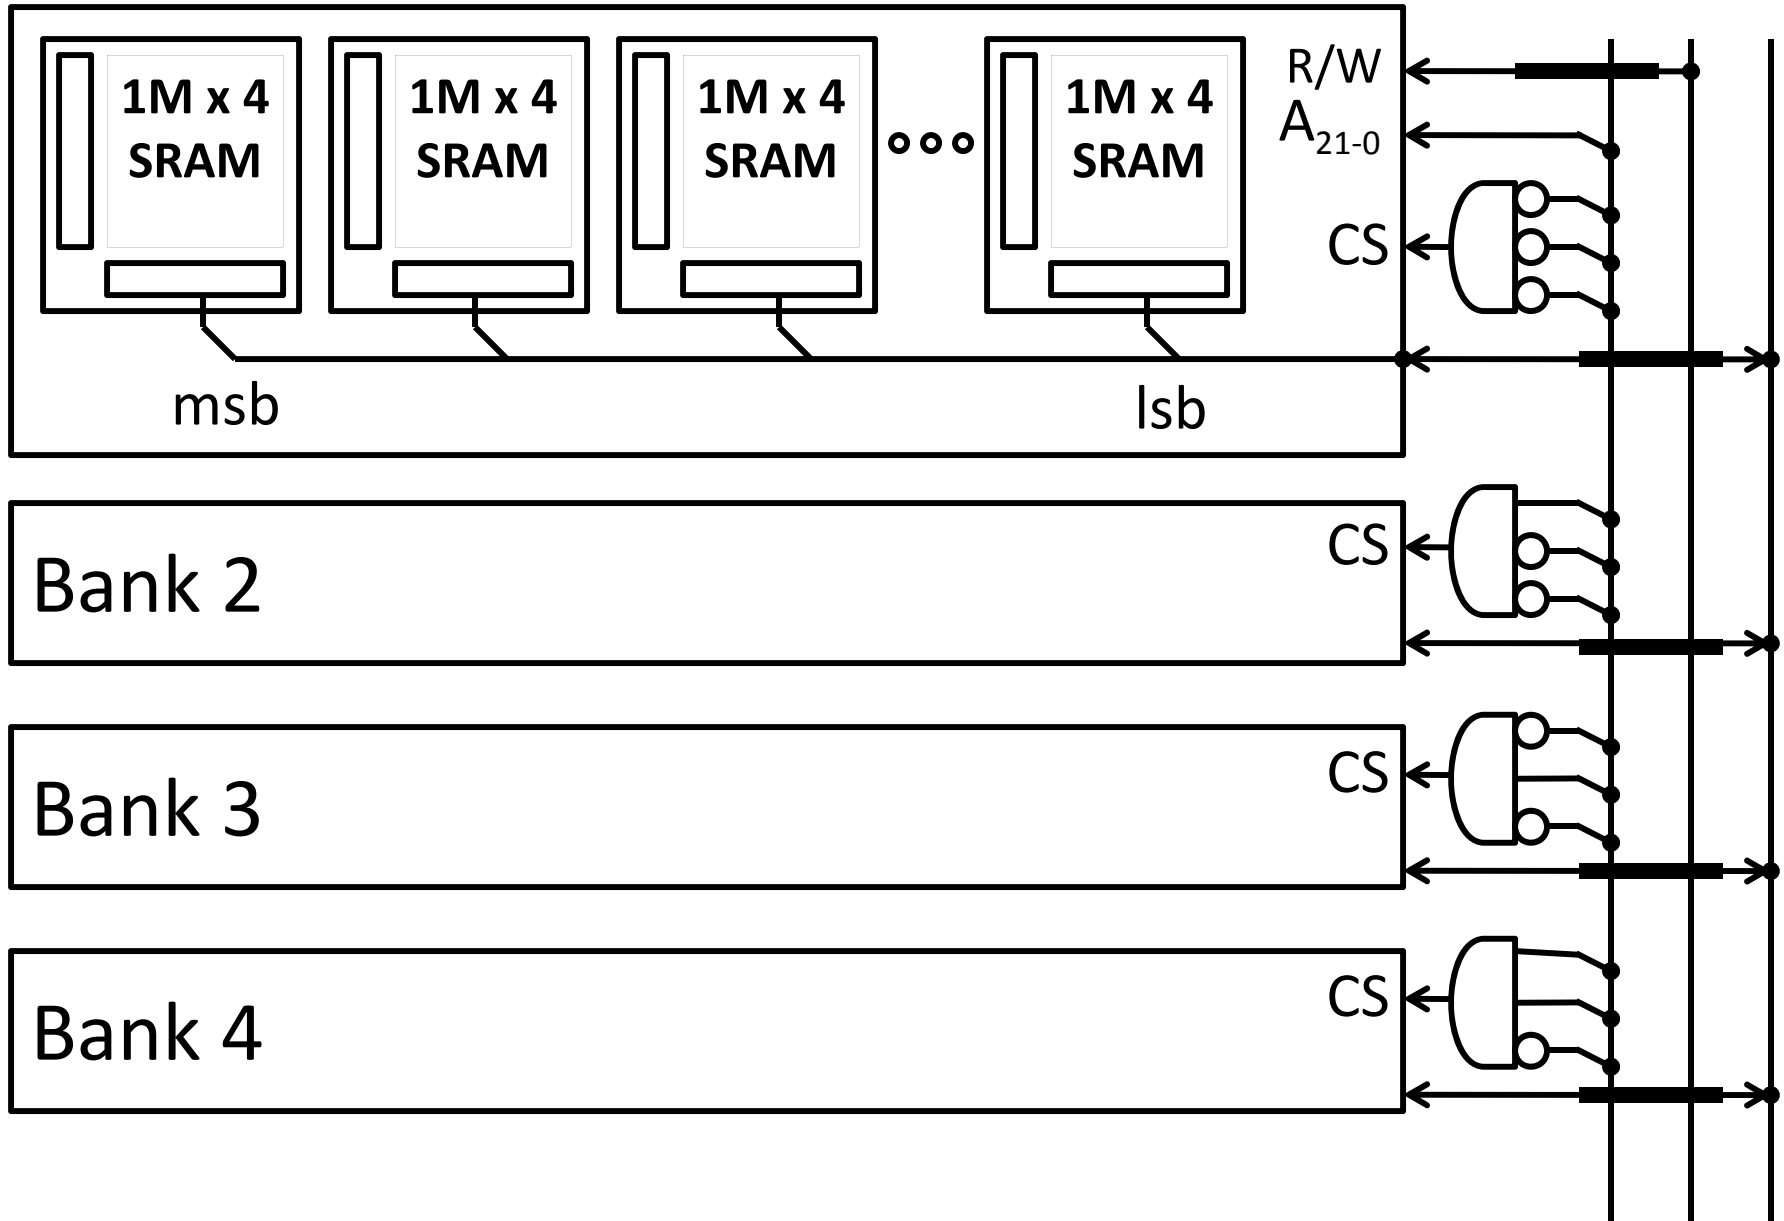 1M x 4
SRAM
1M x 4
SRAM
1M x 4
SRAM
1M x 4
SRAM
R/W
A21-0
CS
msb
lsb
Bank 2
CS
Bank 3
CS
Bank 4
CS